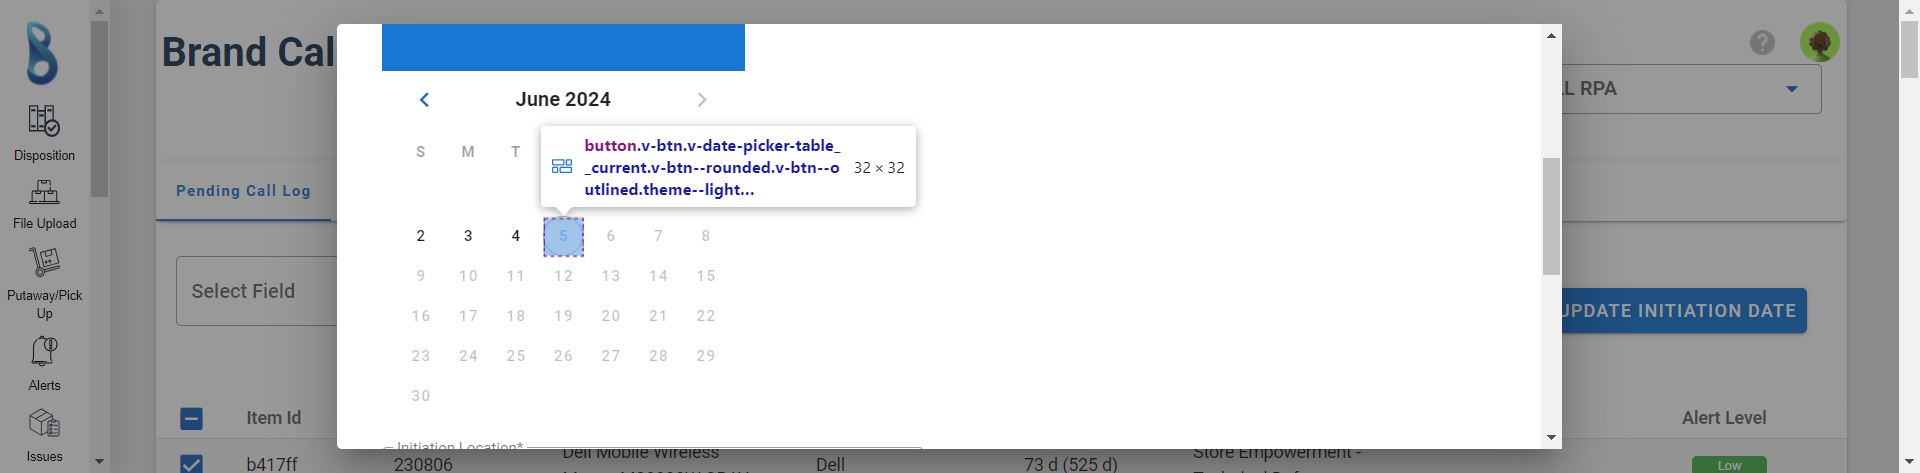 Brand Cal
Disposition
File Upload
Putaway/Pick
Up
Alerts
Issues
Pending Call Log
Select Field
Item Id
b417ff
230806
June 2024
S M T
button.v-btn.v-date-picker-table_
_current.v-btn--rounded.v-btn--o
utlined.theme--light...
32 × 32
2 3 4 5 6 7 8
9 10 11 12 13 14 15
16 17 18 19 20 21 22
23 24 25 26 27 28 29
30
Initiation Location*
Dell Mobile Wireless
Dell
73 d (525 d)
Store Empowerment -
?
LL RPA
UPDATE INITIATION DATE
Alert Level
Low